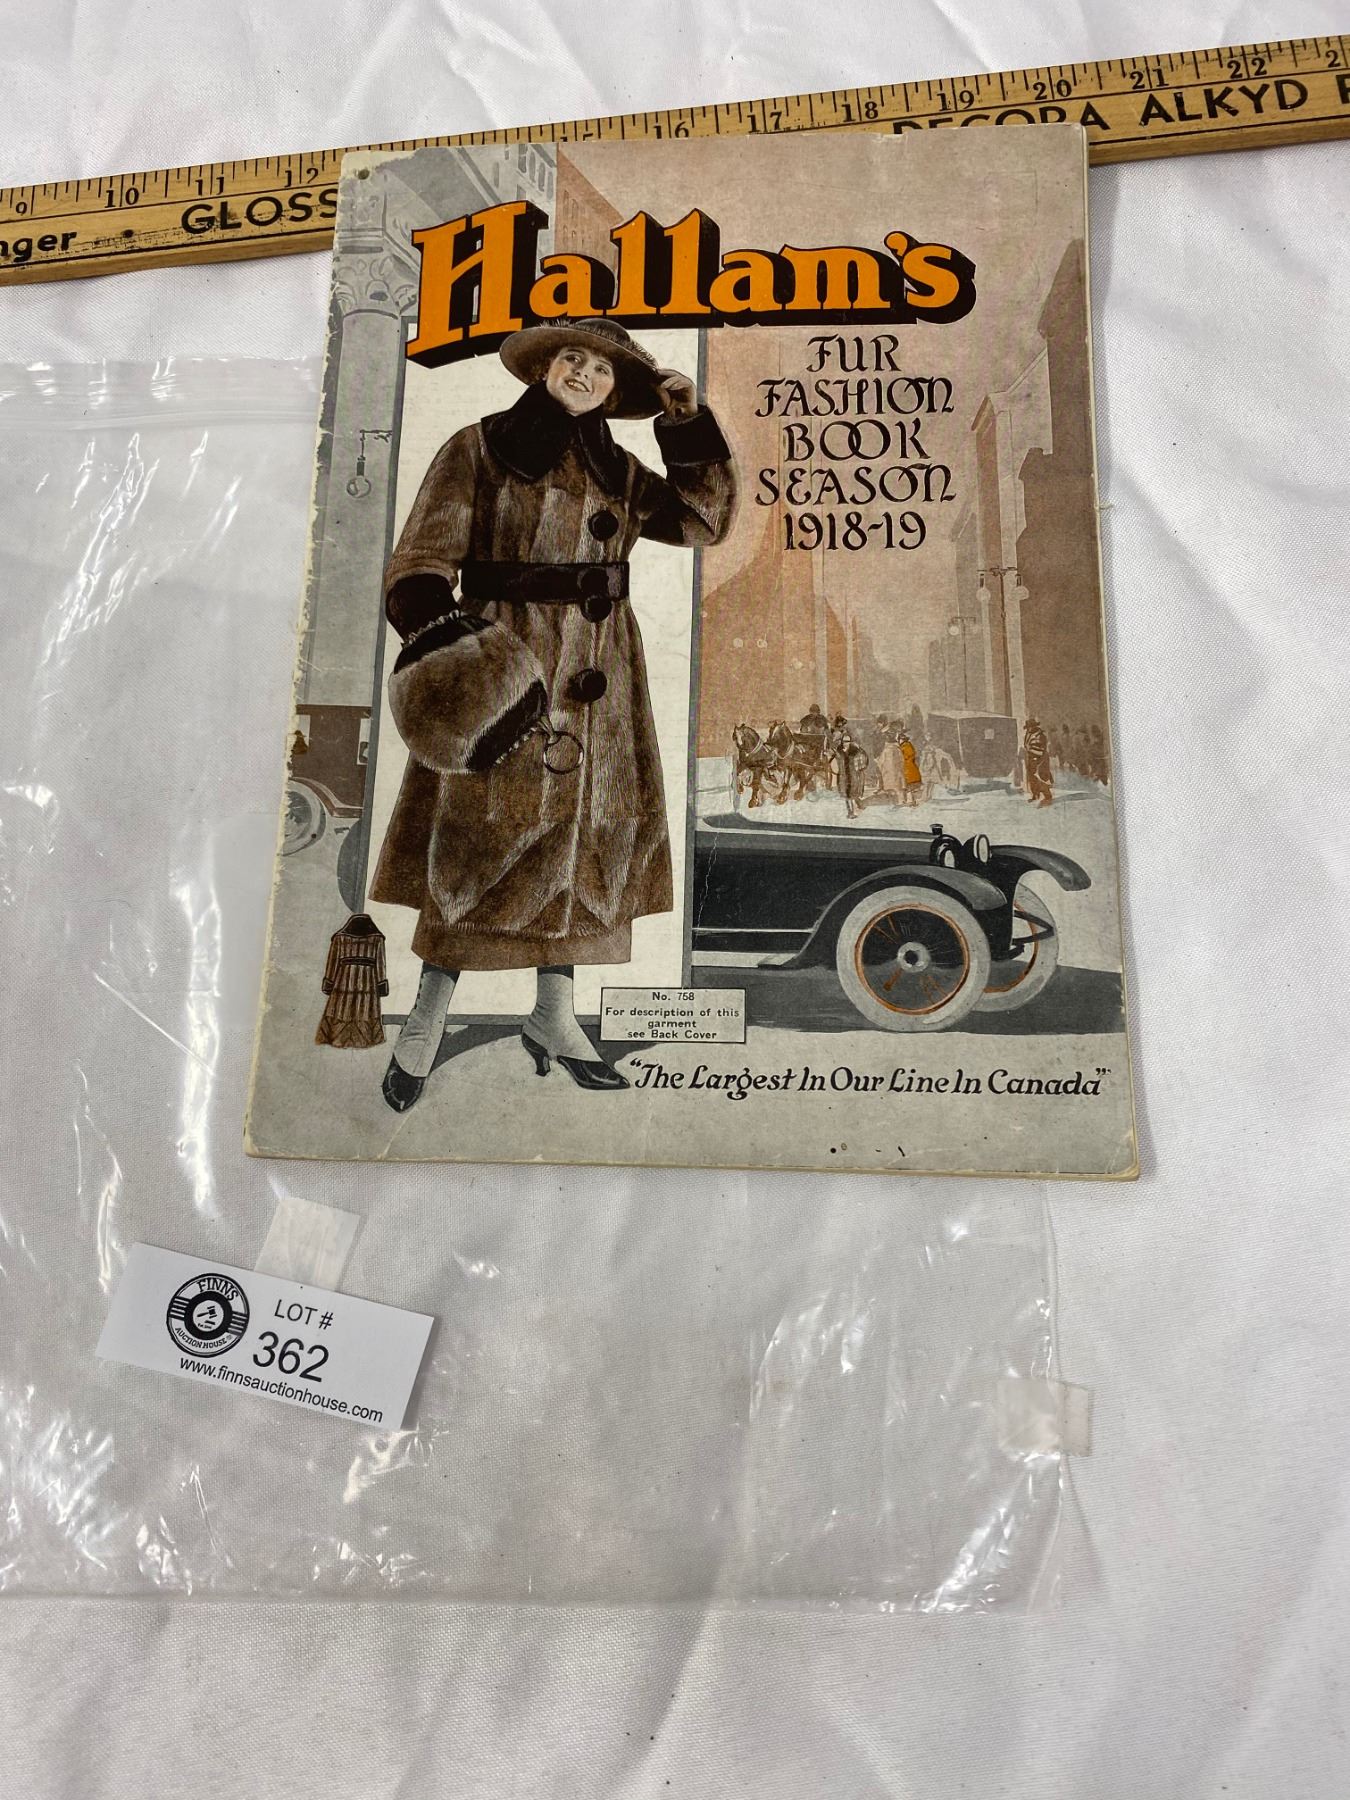 9 10 11 12 15 16 17 18 19 20 21 22
nger • GLOSS DECORA ALKYD
Hallam's
FUR
FASHION
BOOK
SEASON
1918-19
No. 758
For description of this
garment
see Back Cover
"The Largest In Our Line In Canada"
FINNS
AUCTION HOUSE
LOT #
362
www.finnsauctionhouse.com